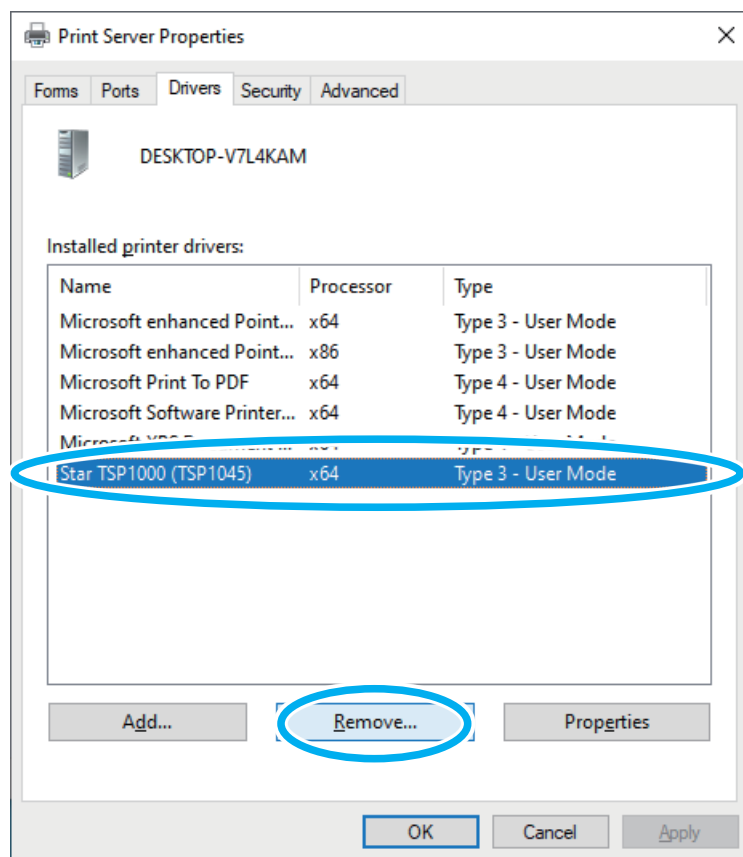 Print Server Properties
Forms Ports Drivers Security Advanced
DESKTOP-V7L4KAM
Installed printer drivers:
Name Processor Type
Microsoft enhanced Point... x64 Type 3 - User Mode
Microsoft enhanced Point... x86 Type 3 - User Mode
Microsoft Print To PDF x64 Type 4 - User Mode
Microsoft Software Printer... x64 Type 4 - User Mode
Microsoft XPS
Star TSP1000 (TSP1045) x64 Type 3 - User Mode
Add... Remove... Properties
OK Cancel Apply